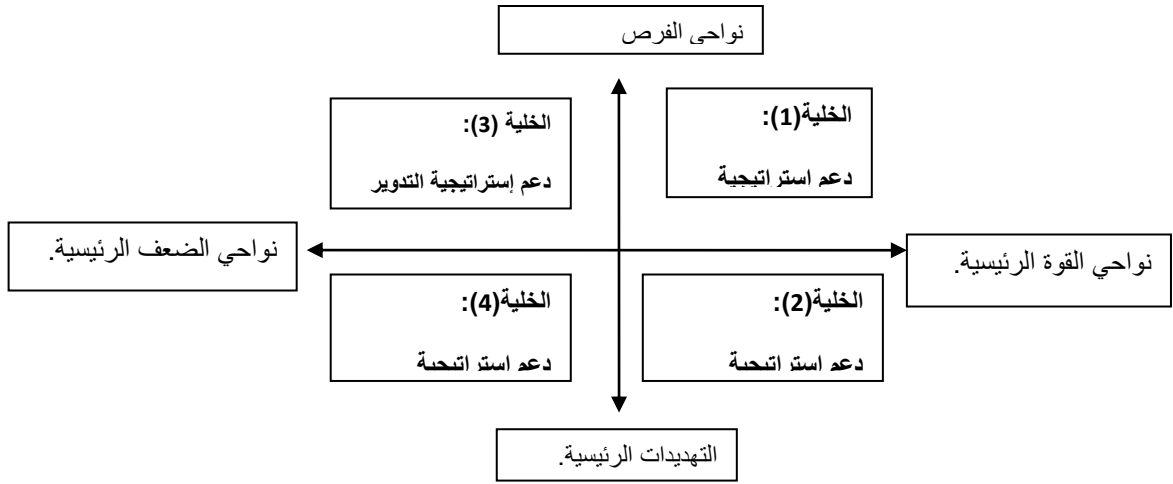 نواحي الفرص
الخلية(1):
دعم استراتيجية
الخلية (3):
دعم إستراتيجية التدوير
نواحي القوة الرئيسية.
نواحي الضعف الرئيسية.
الخلية(2):
دعم استراتيجية
الخلية(4):
دعم استراتيجية
التهديدات الرئيسية.